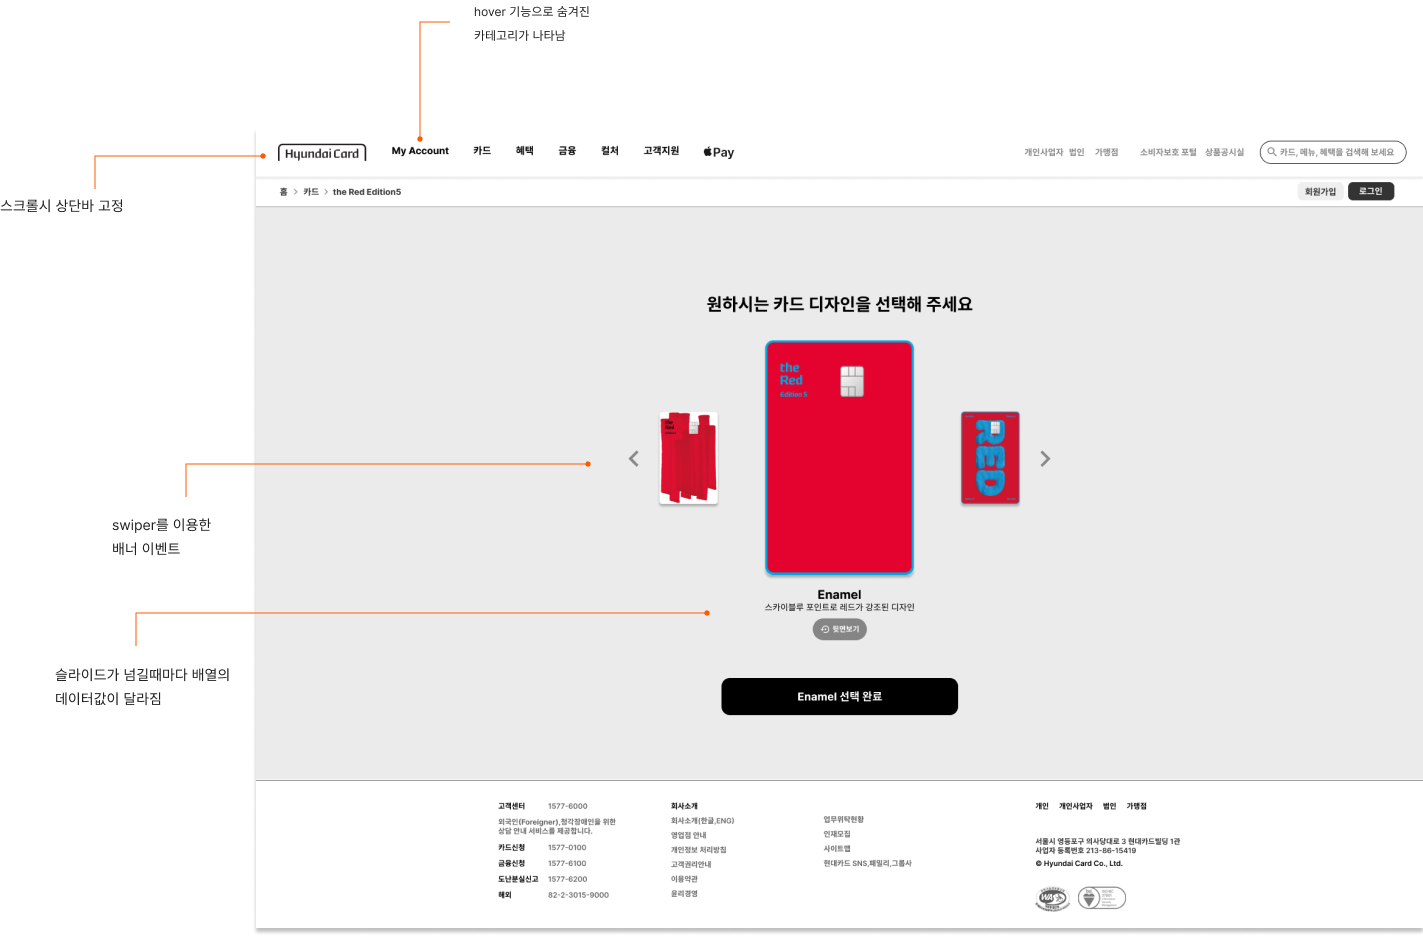 hover 기능으로 숨겨진
카테고리가 나타남
Hyundai Card
My Account
카드
혜택
금융
컬처
고객지원
Pay
개인사업자 법인 가맹점
소비자보호 포털 상품공시실
카드, 메뉴, 혜택을 검색해 보세요
스크롤시 상단바 고정
홈 > 카드 > the Red Edition5
회원가입
로그인
원하시는 카드 디자인을 선택해 주세요
the
Red
Edition 5
the
Red
RED
swiper를 이용한
배너 이벤트
Enamel
스카이블루 포인트로 레드가 강조된 디자인
뒷면보기
슬라이드가 넘길때마다 배열의
데이터값이 달라짐
Enamel 선택 완료
고객센터 1577-6000
외국인(Foreigner),청각장애인을 위한
상담 안내 서비스를 제공합니다.
카드신청 1577-0100
금융신청 1577-6100
도난분실신고 1577-6200
해외 82-2-3015-9000
회사소개
회사소개(한글,ENG)
영업점 안내
개인정보 처리방침
고객권리안내
이용약관
윤리경영
업무위탁현황
인재모집
사이트맵
현대카드 SNS,패밀리,그룹사
개인 개인사업자 법인 가맹점
서울시 영등포구 의사당대로 3 현대카드빌딩 1관
사업자 등록번호 213-86-15419
© Hyundai Card Co., Ltd.
WA